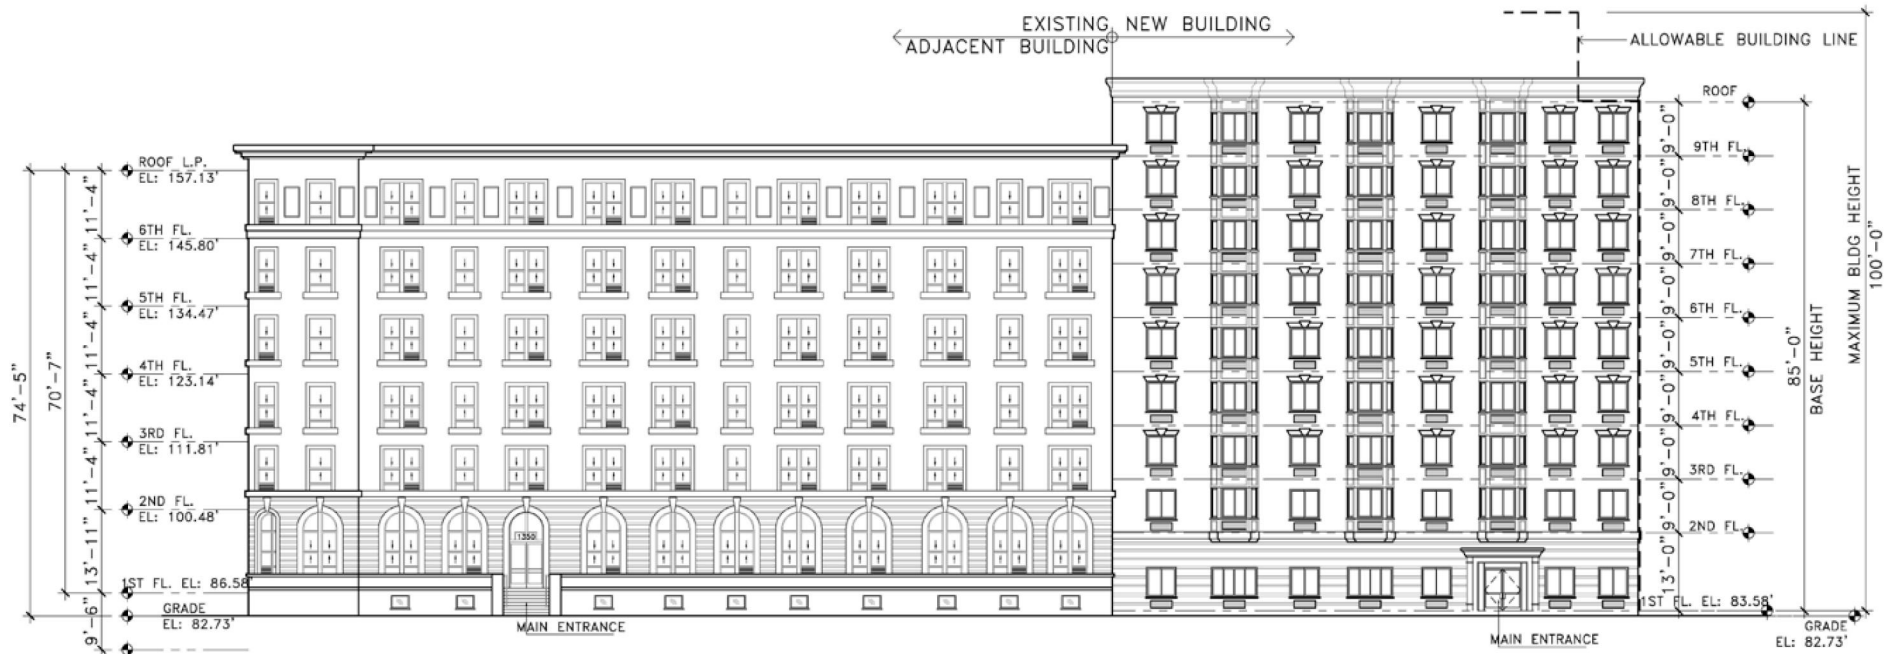 EXISTING NEW BUILDING
ADJACENT BUILDING
ALLOWABLE BUILDING LINE
ROOF L.P.
EL: 157.13'
11'-4"
6TH FL.
EL: 145.80'
11'-4"
5TH FL.
EL: 134.47'
11'-4"
4TH FL.
EL: 123.14'
11'-4"
3RD FL.
EL: 111.81'
11'-4"
2ND FL.
EL: 100.48'
13'-11"
1ST FL. EL: 86.58'
GRADE
EL: 82.73'
9'-6"
70'-7"
74'-5"
1350
MAIN ENTRANCE
ROOF
9'-0"
9TH FL.
9'-0"
8TH FL.
9'-0"
7TH FL.
9'-0"
6TH FL.
9'-0"
5TH FL.
9'-0"
4TH FL.
9'-0"
3RD FL.
9'-0"
2ND FL.
13'-0"
1ST FL. EL: 83.58'
MAIN ENTRANCE
GRADE
EL: 82.73'
85'-0"
BASE HEIGHT
MAXIMUM BLDG HEIGHT
100'-0"